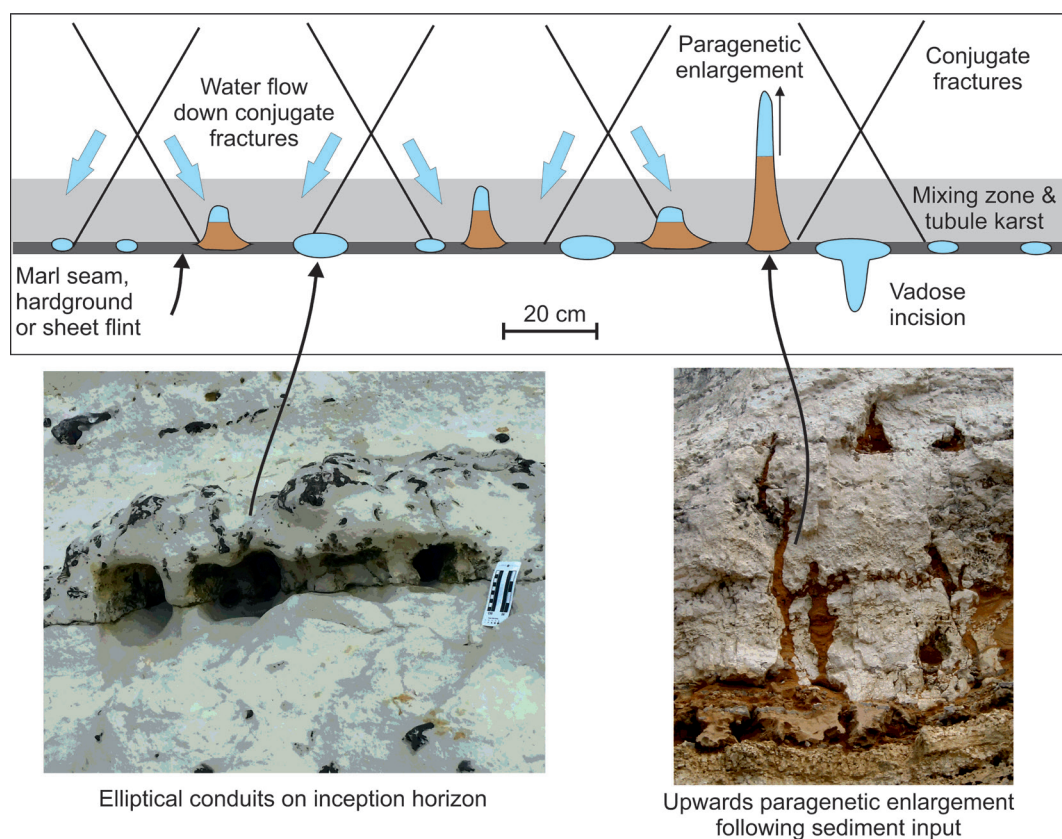 Water flow
down conjugate
fractures
Paragenetic
enlargement
Conjugate
fractures
Mixing zone &
tubule karst
Marl seam,
hardground
or sheet flint
20 cm
Vadose
incision
Elliptical conduits on inception horizon
Upwards paragenetic enlargement
following sediment input